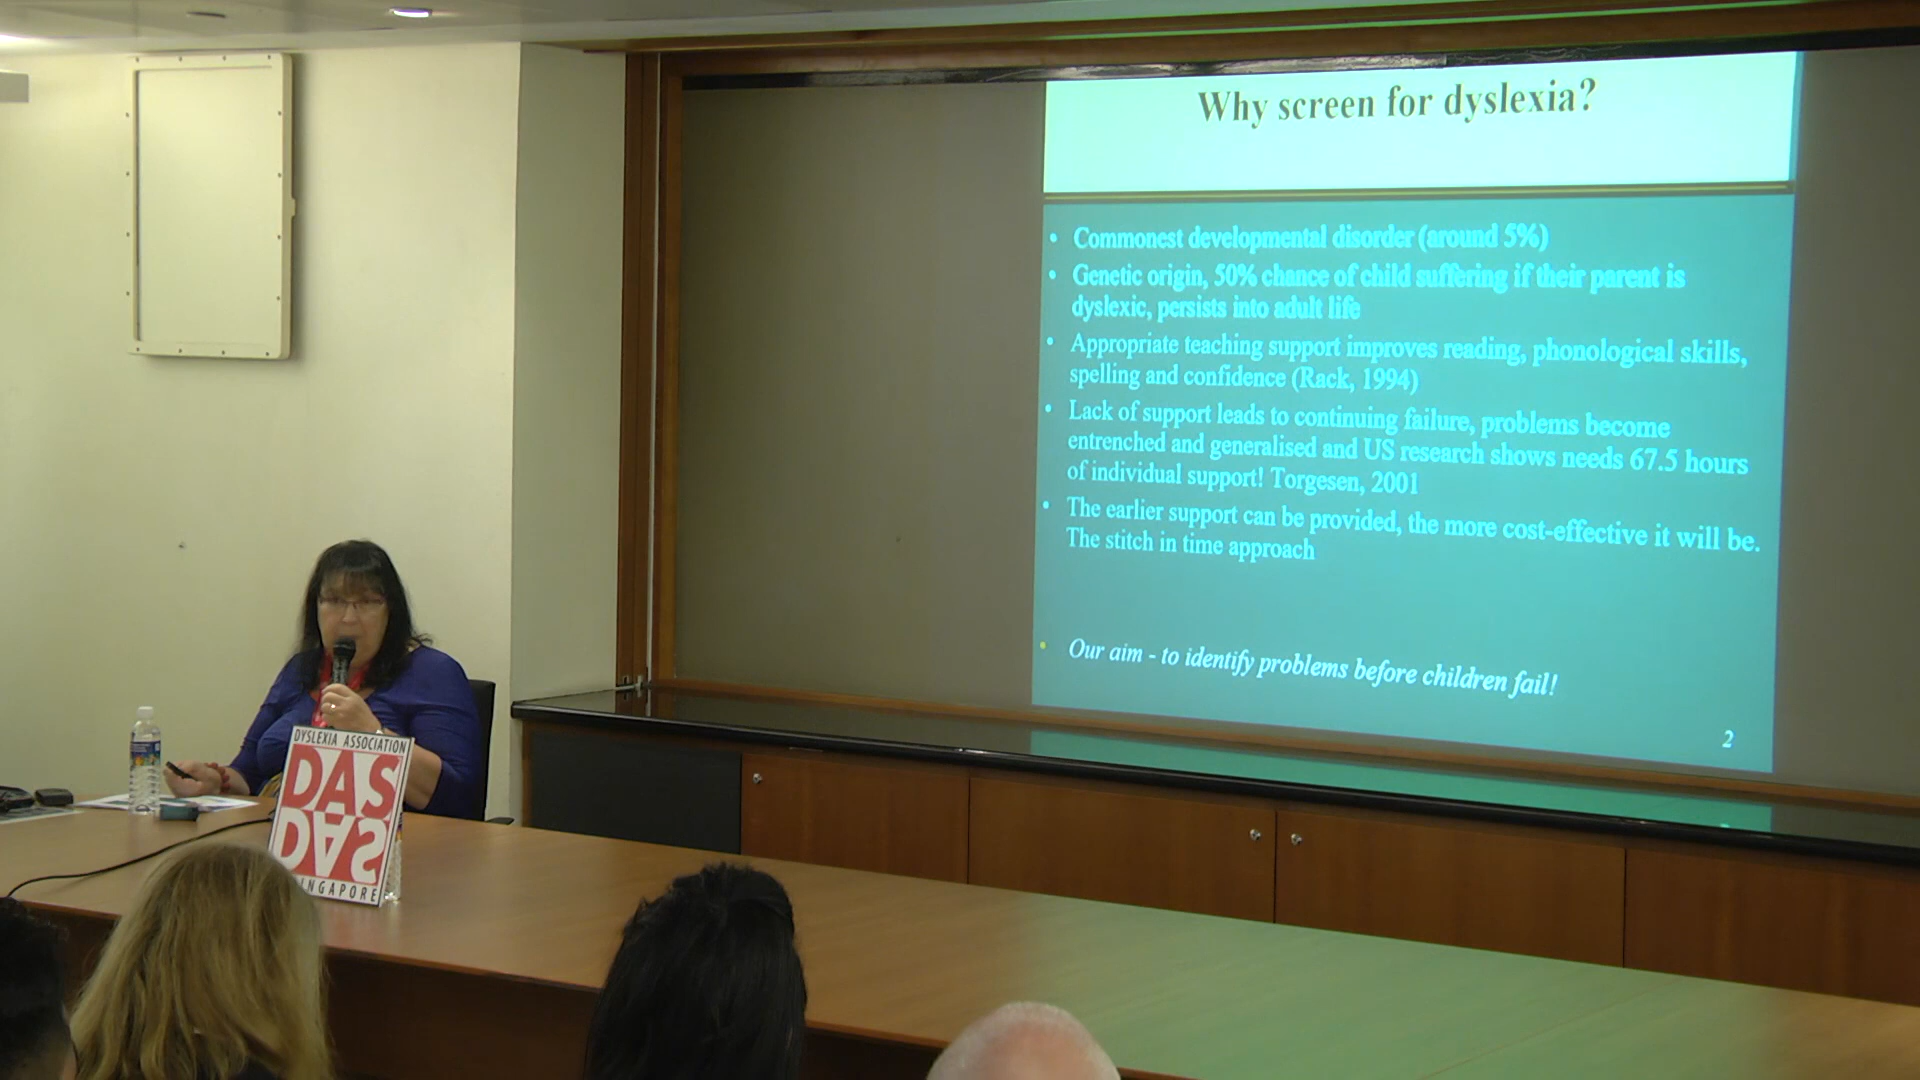 Why screen for dyslexia?
• Commonest developmental disorder (around 5%)
• Genetic origin, 50% chance of child suffering if their parent is
dyslexic, persists into adult life
• Appropriate teaching support improves reading, phonological skills,
spelling and confidence (Rack, 1994)
• Lack of support leads to continuing failure, problems become
entrenched and generalised and US research shows needs 67.5 hours
of individual support! Torgesen, 2001
• The earlier support can be provided, the more cost-effective it will be.
The stitch in time approach
• Our aim - to identify problems before children fail!
2
DYSLEXIA ASSOCIATION
DAS
DAS
INGAPORE